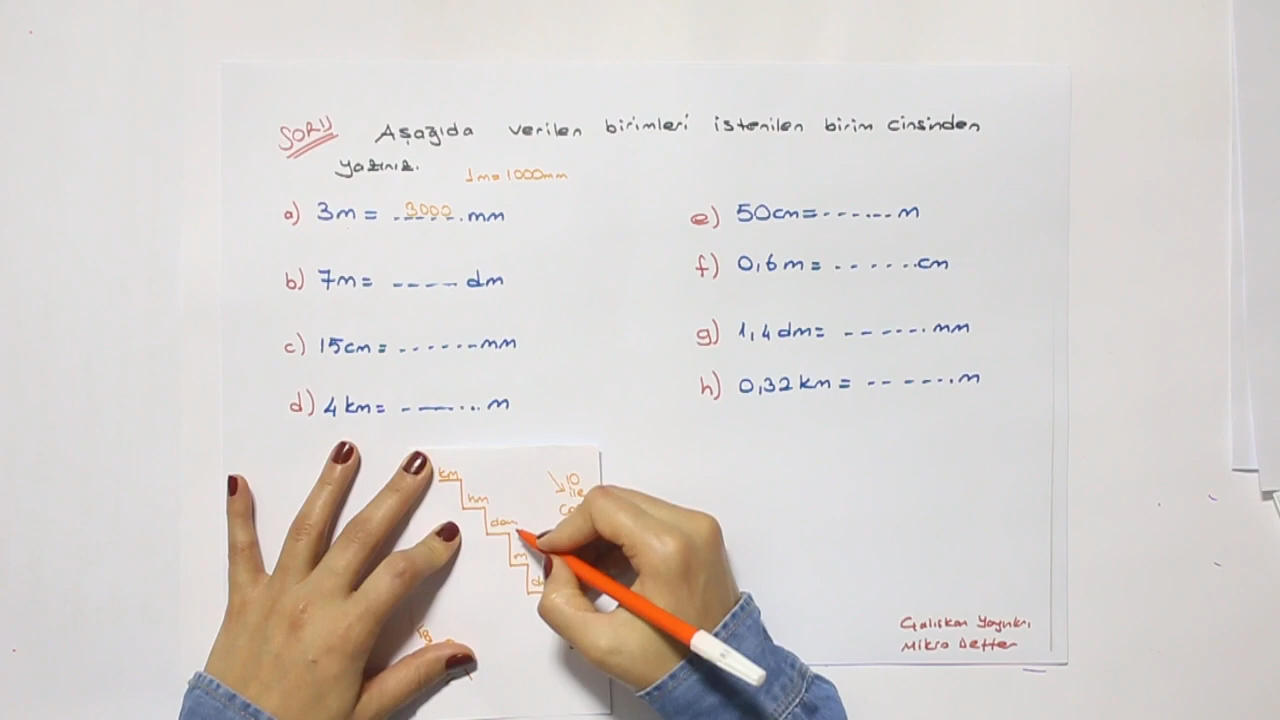 SORU Aşağıda verilen birimleri istenilen birim cinsinden
yazınız.
1m=1000mm
a) 3m = 3000 mm
b) 7m = ---- dm
c) 15cm = ------- mm
d) 4km = ------- m
e) 50cm = ------- m
f) 0,6m = ------- cm
g) 1,4dm = ------- mm
h) 0,32km = ------- m
km
hm
dam
m
10
ile
Çalışkan Yayınları
Mikro Defter